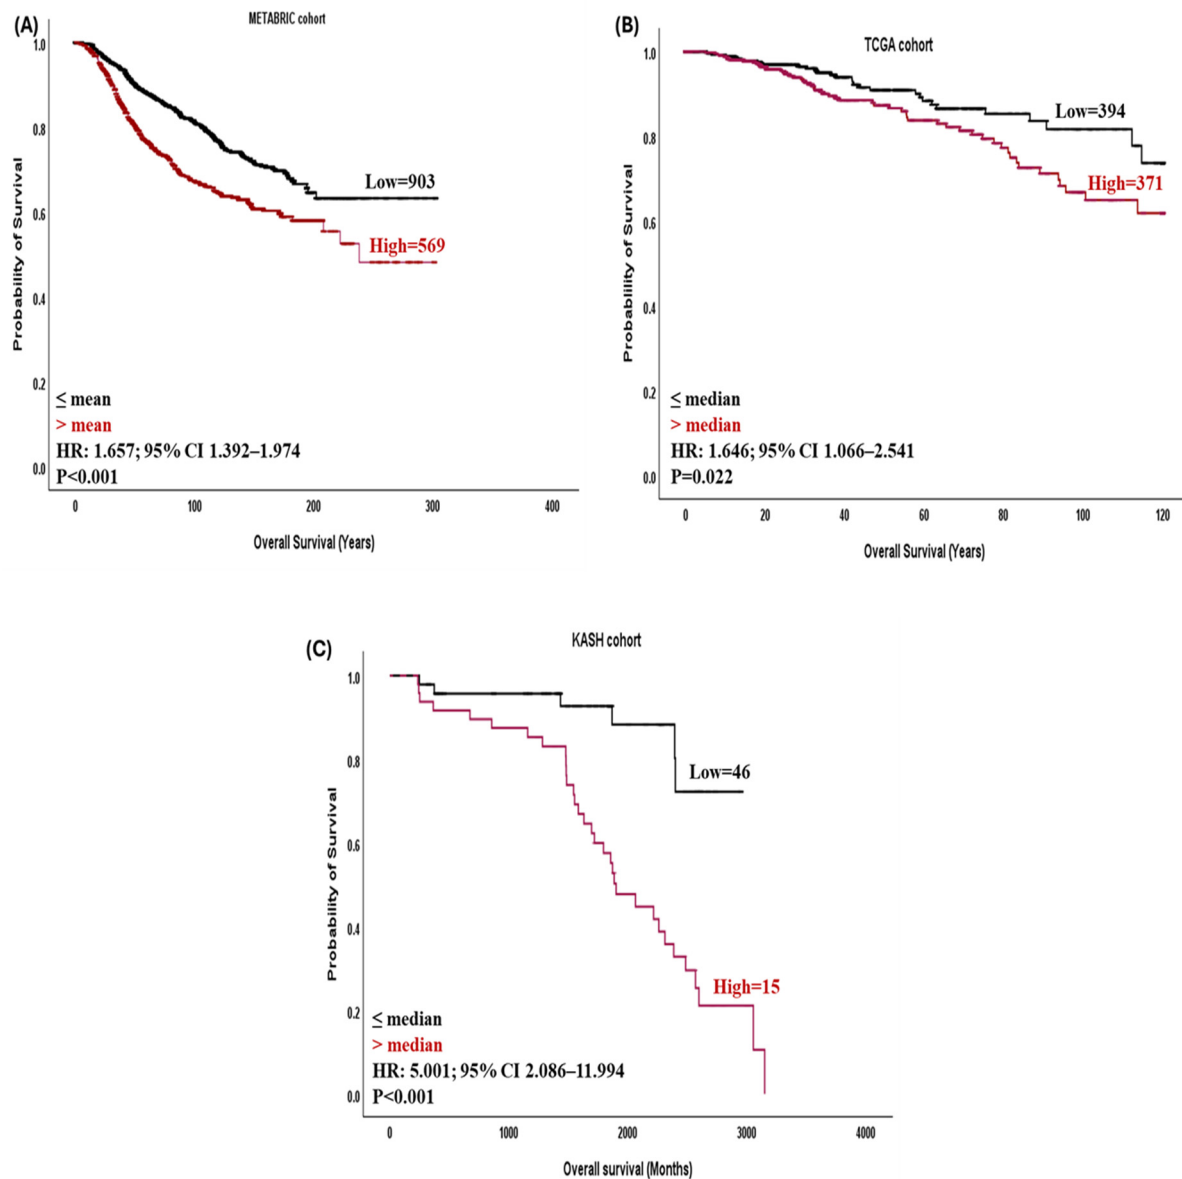 (A)
METABRIC cohort
1.0
0.8
0.6
0.4
0.2
0.0
Probability of Survival
Low=903
High=569
≤ mean
> mean
HR: 1.657; 95% CI 1.392–1.974
P<0.001
0 100 200 300 400
Overall Survival (Years)
(B)
TCGA cohort
1.0
0.8
0.6
0.4
0.2
0.0
Probablility of Survival
Low=394
High=371
≤ median
> median
HR: 1.646; 95% CI 1.066–2.541
P=0.022
0 20 40 60 80 100 120
Overall Survival (Years)
(C)
KASH cohort
1.0
0.8
0.6
0.4
0.2
0.0
Probability of Survival
Low=46
High=15
≤ median
> median
HR: 5.001; 95% CI 2.086–11.994
P<0.001
0 1000 2000 3000 4000
Overall survival (Months)